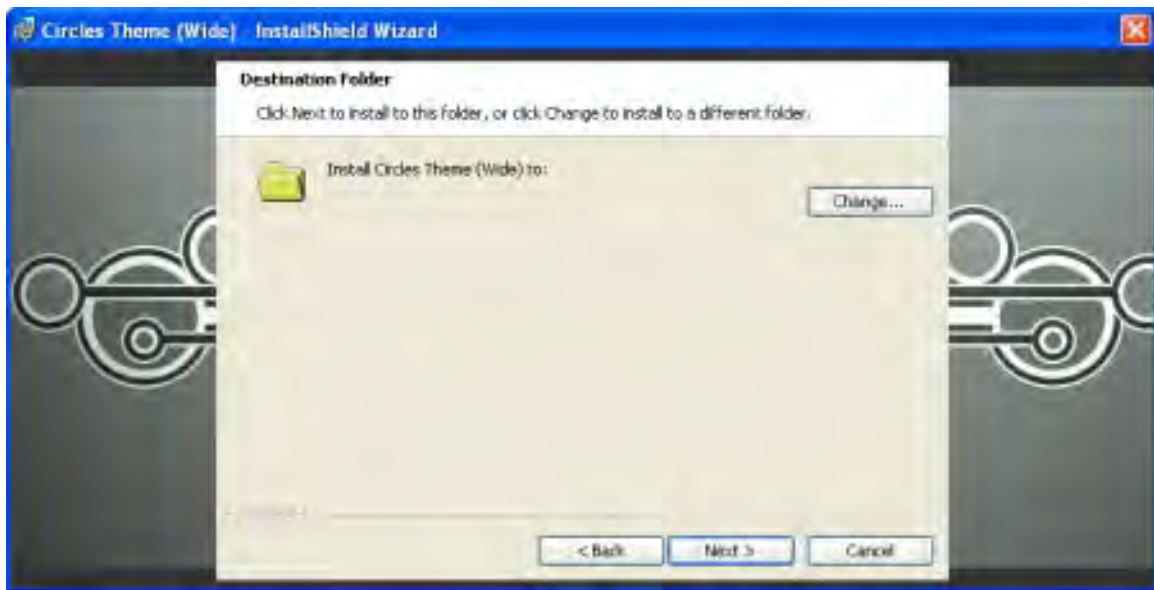 Circles Theme (Wide) - InstallShield Wizard
Destination Folder
Click Next to install to this folder, or click Change to install to a different folder.
Install Circles Theme (Wide) to:
Change...
< Back
Next >
Cancel